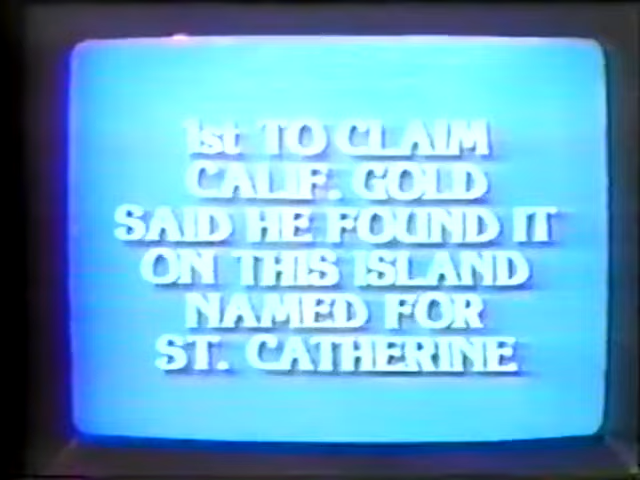 1st TO CLAIM
CALIF. GOLD
SAID HE FOUND IT
ON THIS ISLAND
NAMED FOR
ST. CATHERINE